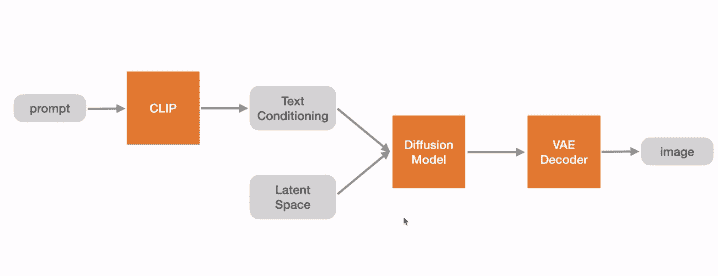 prompt
CLIP
Text
Conditioning
Latent
Space
Diffusion
Model
VAE
Decoder
image